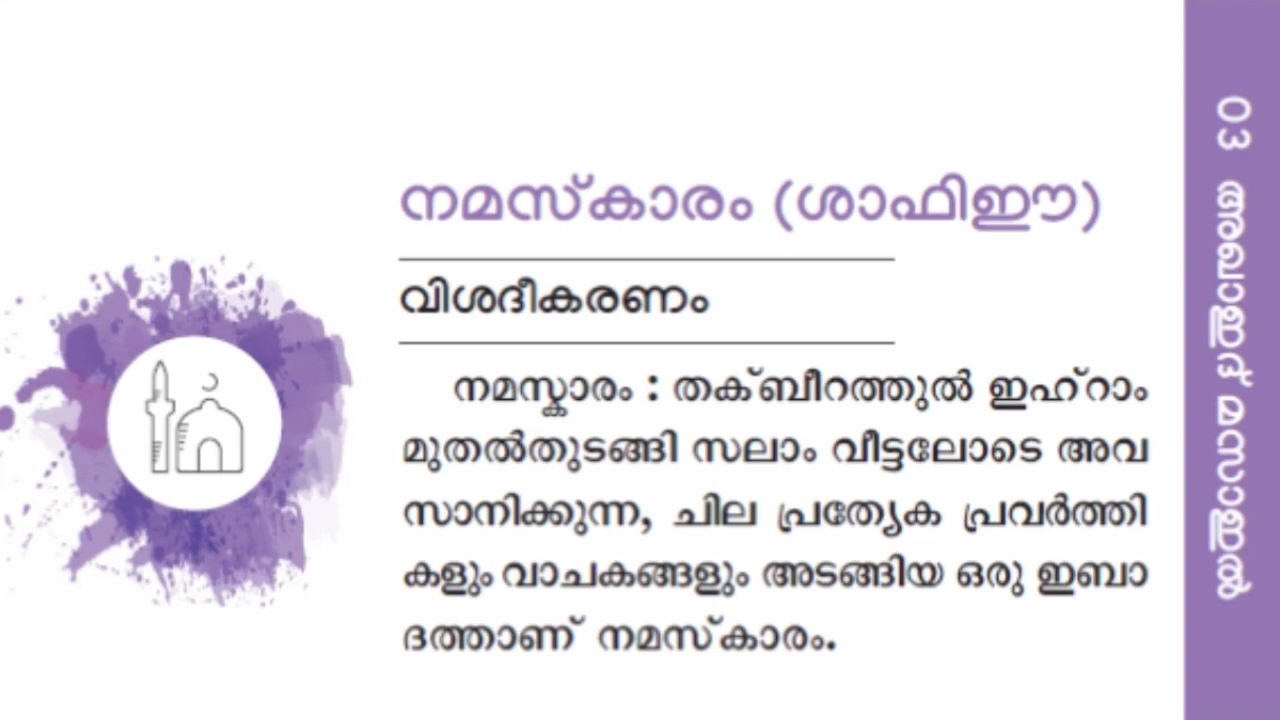 നമസ്കാരം (ശാഫിഈ)
വിശദീകരണം
നമസ്കാരം : തക്ബീറത്തുൽ ഇഹ്റാം
മുതൽതുടങ്ങി സലാം വീട്ടലോടെ അവ
സാനിക്കുന്ന, ചില പ്രത്യേക പ്രവർത്തി
കളും വാചകങ്ങളും അടങ്ങിയ ഒരു ഇബാ
ദത്താണ് നമസ്കാരം.
03